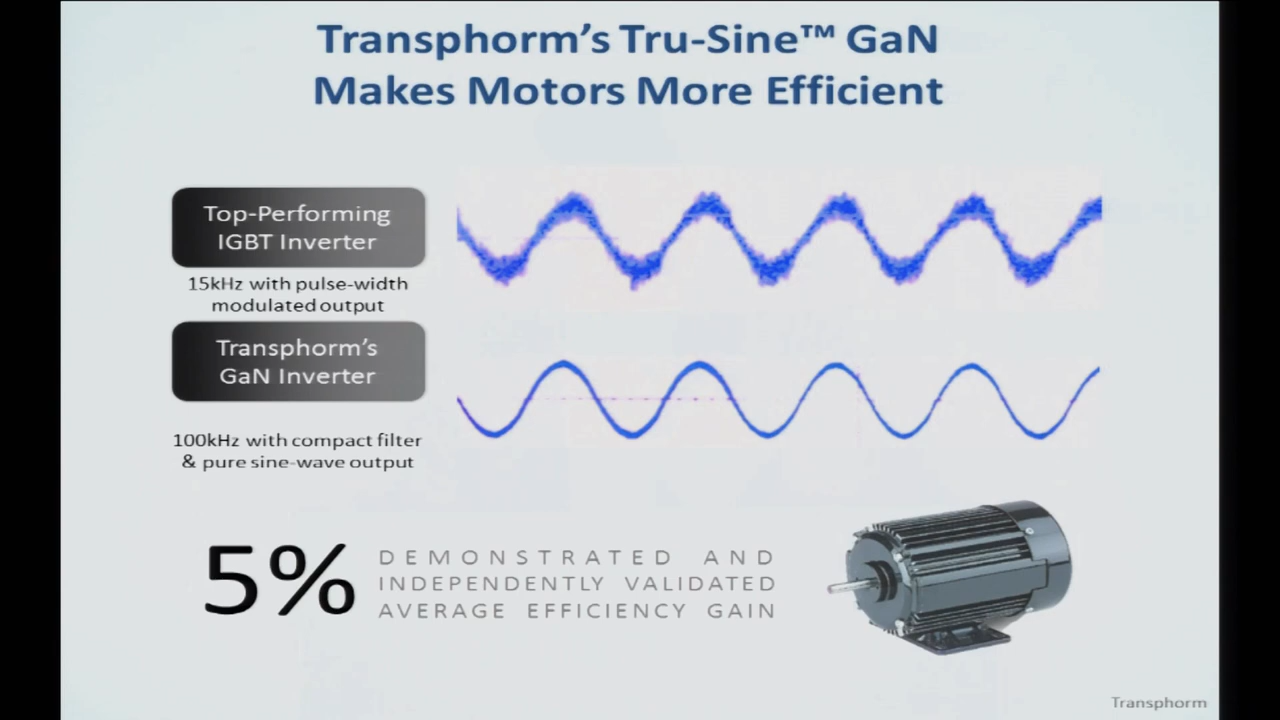 Transphorm's Tru-Sine™ GaN
Makes Motors More Efficient
Top-Performing
IGBT Inverter
15kHz with pulse-width
modulated output
Transphorm's
GaN Inverter
100kHz with compact filter
& pure sine-wave output
5%
DEMONSTRATED AND
INDEPENDENTLY VALIDATED
AVERAGE EFFICIENCY GAIN
Transphorm